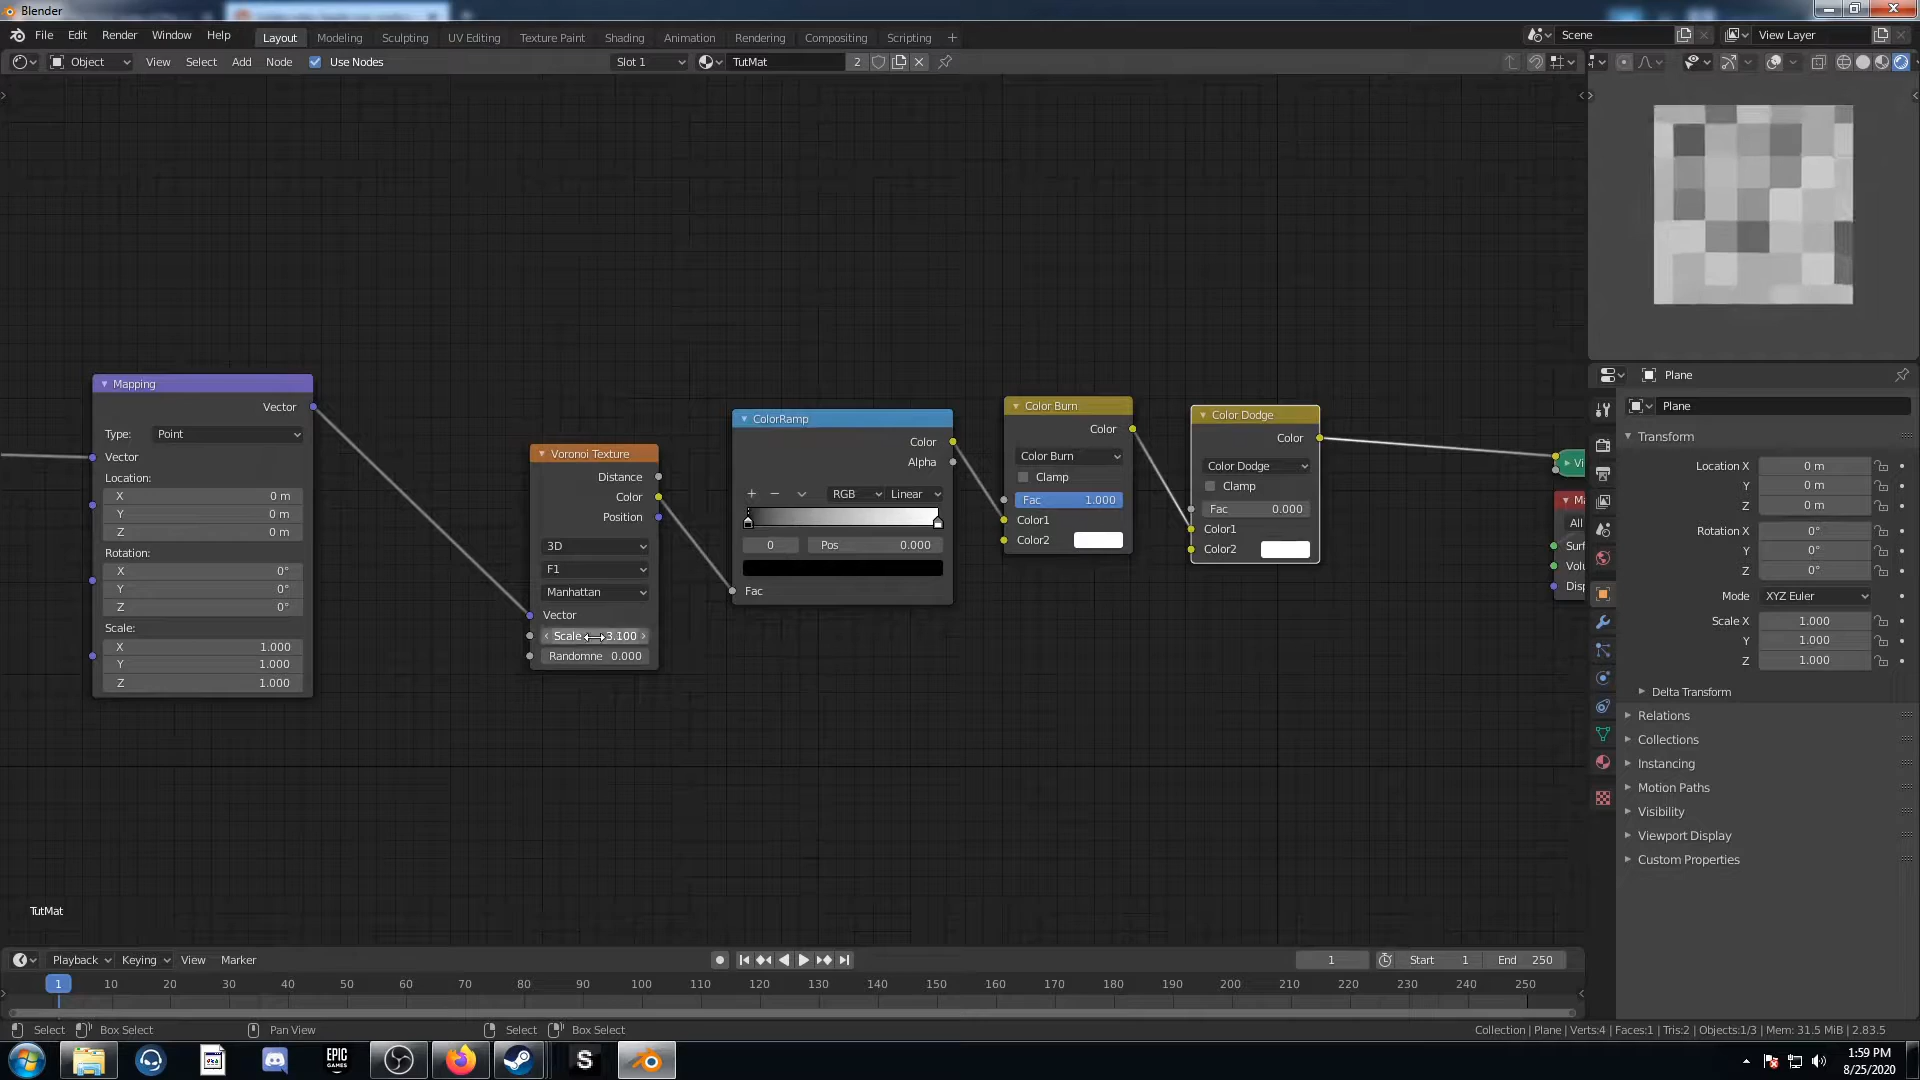 Blender
File Edit Render Window Help Layout Modeling Sculpting UV Editing Texture Paint Shading Animation Rendering Compositing Scripting + Scene View Layer
Object View Select Add Node Use Nodes Slot 1 TutMat 2
Mapping
Vector
Type: Point
Vector
Location:
X 0 m
Y 0 m
Z 0 m
Rotation:
X 0°
Y 0°
Z 0°
Scale:
X 1.000
Y 1.000
Z 1.000
Voronoi Texture
Distance
Color
Position
3D
F1
Manhattan
Vector
Scale 3.100
Randomne 0.000
ColorRamp
Color
Alpha
RGB Linear
0 Pos 0.000
Fac
Color Burn
Color
Color Burn
Clamp
Fac 1.000
Color1
Color2
Color Dodge
Color
Color Dodge
Clamp
Fac 0.000
Color1
Color2
Vi
Ma
All
Surf
Volu
Disp
Plane
Plane
Transform
Location X 0 m
Y 0 m
Z 0 m
Rotation X 0°
Y 0°
Z 0°
Mode XYZ Euler
Scale X 1.000
Y 1.000
Z 1.000
Delta Transform
Relations
Collections
Instancing
Motion Paths
Visibility
Viewport Display
Custom Properties
TutMat
Playback Keying View Marker 1 Start 1 End 250
1 10 20 30 40 50 60 70 80 90 100 110 120 130 140 150 160 170 180 190 200 210 220 230 240 250
Select Box Select Pan View Select Box Select Collection | Plane | Verts:4 | Faces:1 | Tris:2 | Objects:1/3 | Mem: 31.5 MiB | 2.83.5
EPIC GAMES S 1:59 PM
8/25/2020